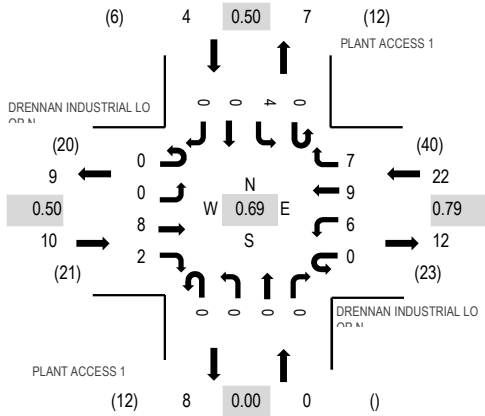 (6) 4 0.50 7 (12)
PLANT ACCESS 1
DRENNAN INDUSTRIAL LO
OP N
0 0 4 0
(20) 0 7 (40)
9 0 N 9 22
0.50 W 0.69 E 0.79
10 8 S 6 12
(21) 2 0 (23)
0 0 0 0
DRENNAN INDUSTRIAL LO
OP N
PLANT ACCESS 1
(12) 8 0.00 0 ()